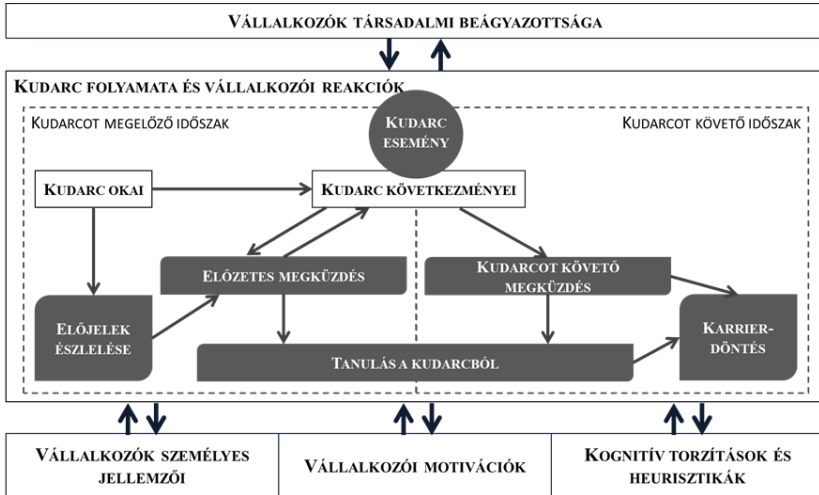 VÁLLALKOZÓK TÁRSADALMI BEÁGYAZOTTSÁGA
KUDARC FOLYAMATA ÉS VÁLLALKOZÓI REAKCIÓK
KUDARCOT MEGELŐZŐ IDŐSZAK
KUDARC
ESEMÉNY
KUDARCOT KÖVETŐ IDŐSZAK
KUDARC OKAI
KUDARC KÖVETKEZMÉNYEI
ELŐZETES MEGKÜZDÉS
KUDARCOT KÖVETŐ
MEGKÜZDÉS
ELŐJELEK
ÉSZLELÉSE
TANULÁS A KUDARCBÓL
KARRIER-
DÖNTÉS
VÁLLALKOZÓK SZEMÉLYES
JELLEMZŐI
VÁLLALKOZÓI MOTIVÁCIÓK
KOGNITÍV TORZÍTÁSOK ÉS
HEURISZTIKÁK